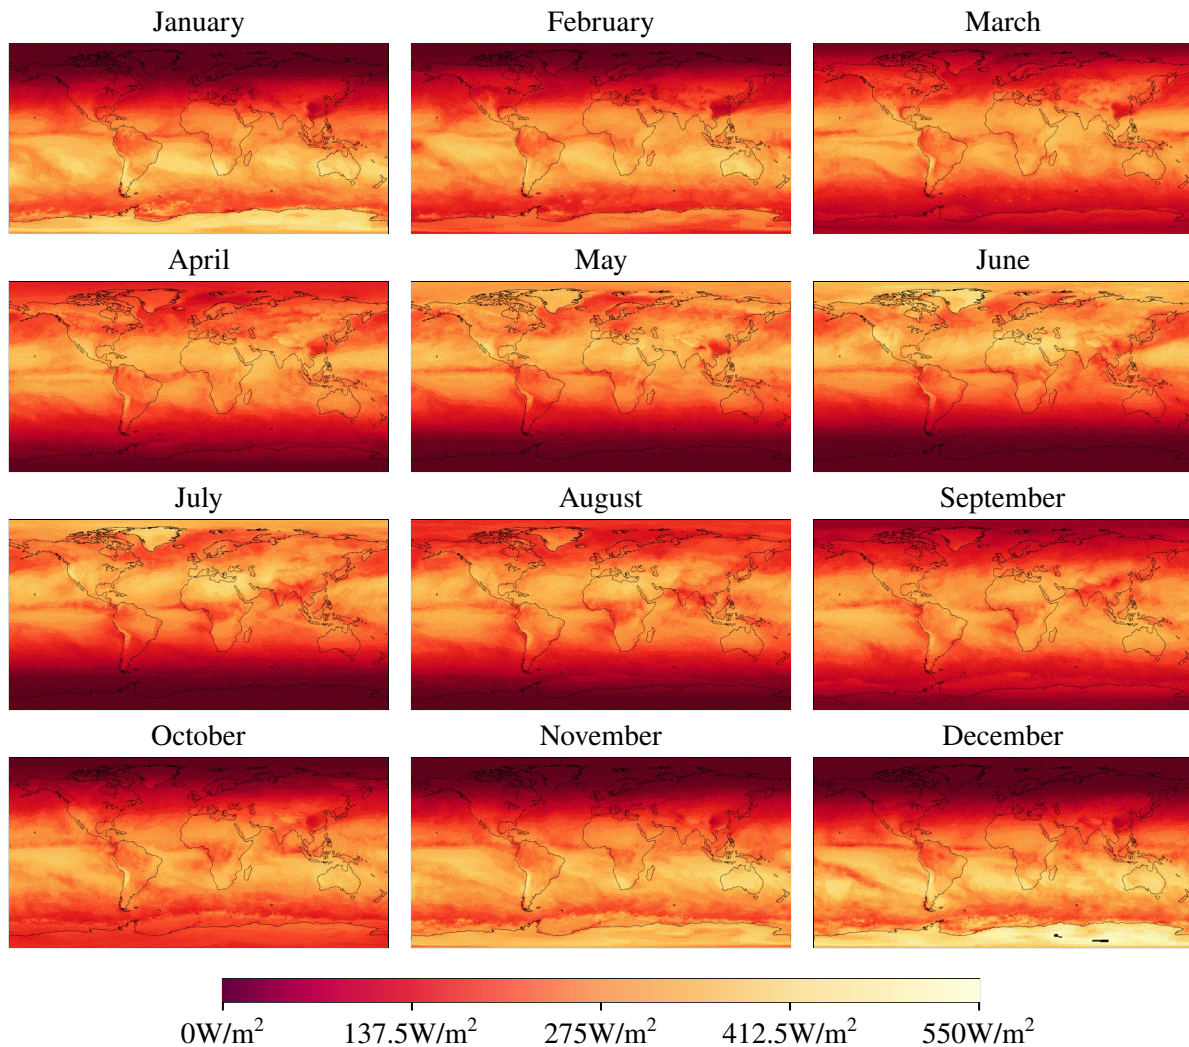 January February March
April May June
July August September
October November December
0W/m² 137.5W/m² 275W/m² 412.5W/m² 550W/m²